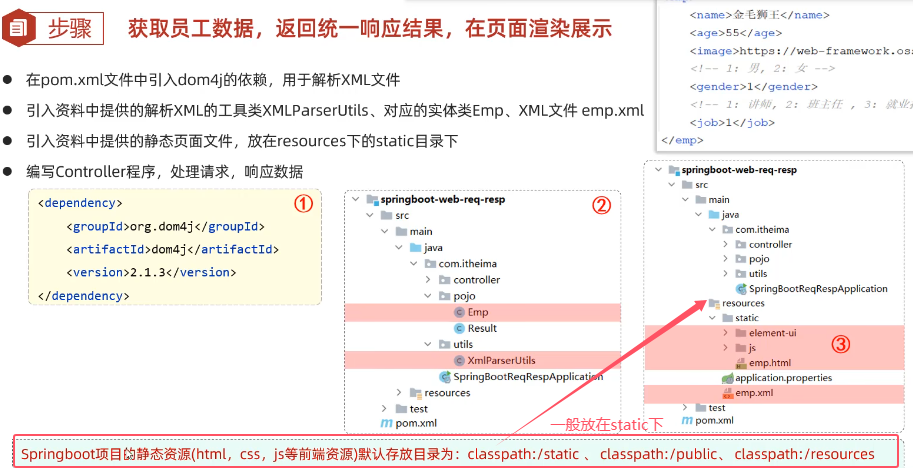 步骤
获取员工数据，返回统一响应结果，在页面渲染展示
<name>金毛狮王</name>
<age>55</age>
<image>https://web-framework.oss
<!-- 1: 男, 2: 女 -->
<gender>1</gender>
<!-- 1: 讲师, 2: 班主任 , 3: 就业
<job>1</job>
</emp>
在pom.xml文件中引入dom4j的依赖，用于解析XML文件
引入资料中提供的解析XML的工具类XMLParserUtils、对应的实体类Emp、XML文件 emp.xml
引入资料中提供的静态页面文件，放在resources下的static目录下
编写Controller程序，处理请求，响应数据
①
<dependency>
<groupId>org.dom4j</groupId>
<artifactId>dom4j</artifactId>
<version>2.1.3</version>
</dependency>
②
springboot-web-req-resp
src
main
java
com.itheima
controller
pojo
Emp
Result
utils
XmlParserUtils
SpringBootReqRespApplication
resources
test
pom.xml
springboot-web-req-resp
src
main
java
com.itheima
controller
pojo
utils
SpringBootReqRespApplication
resources
static
element-ui
js
③
emp.html
application.properties
emp.xml
test
pom.xml
一般放在static下
Springboot项目的静态资源(html，css，js等前端资源)默认存放目录为：classpath:/static 、 classpath:/public、 classpath:/resources